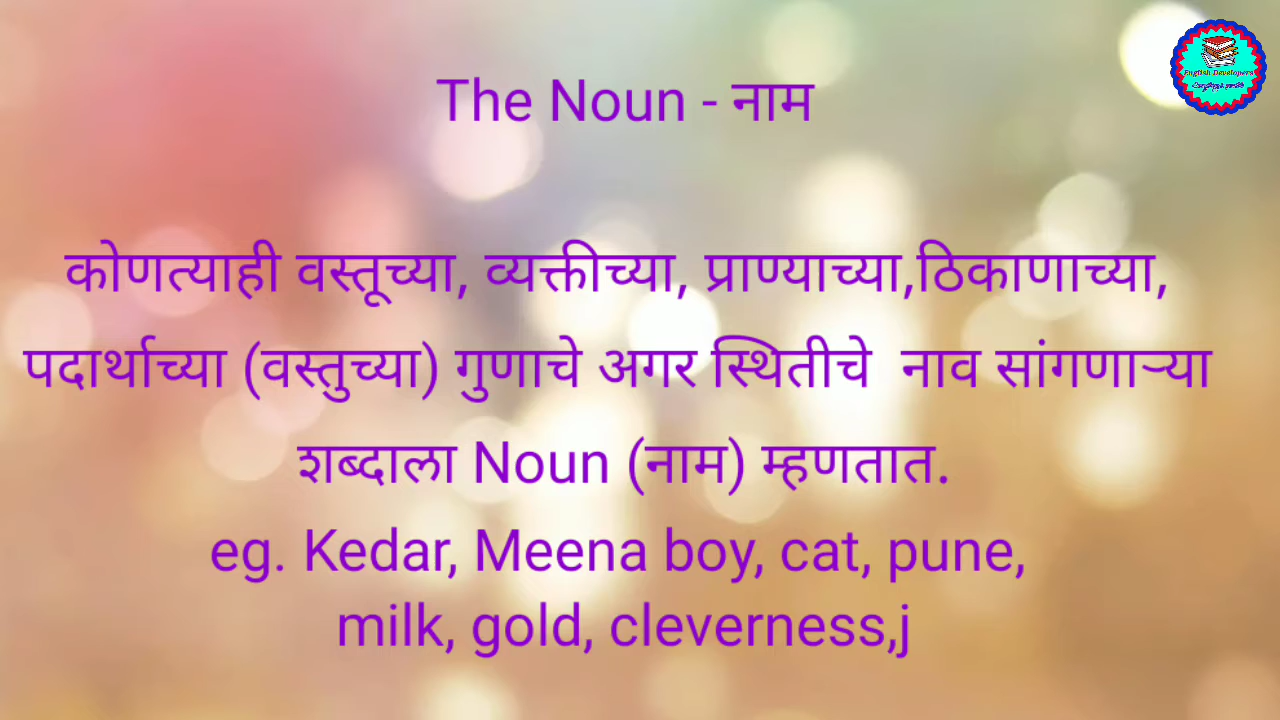 The Noun - नाम
कोणत्याही वस्तूच्या, व्यक्तीच्या, प्राण्याच्या,ठिकाणाच्या,
पदार्थाच्या (वस्तुच्या) गुणाचे अगर स्थितीचे नाव सांगणाऱ्या
शब्दाला Noun (नाम) म्हणतात.
eg. Kedar, Meena boy, cat, pune,
milk, gold, cleverness,j
English Developers